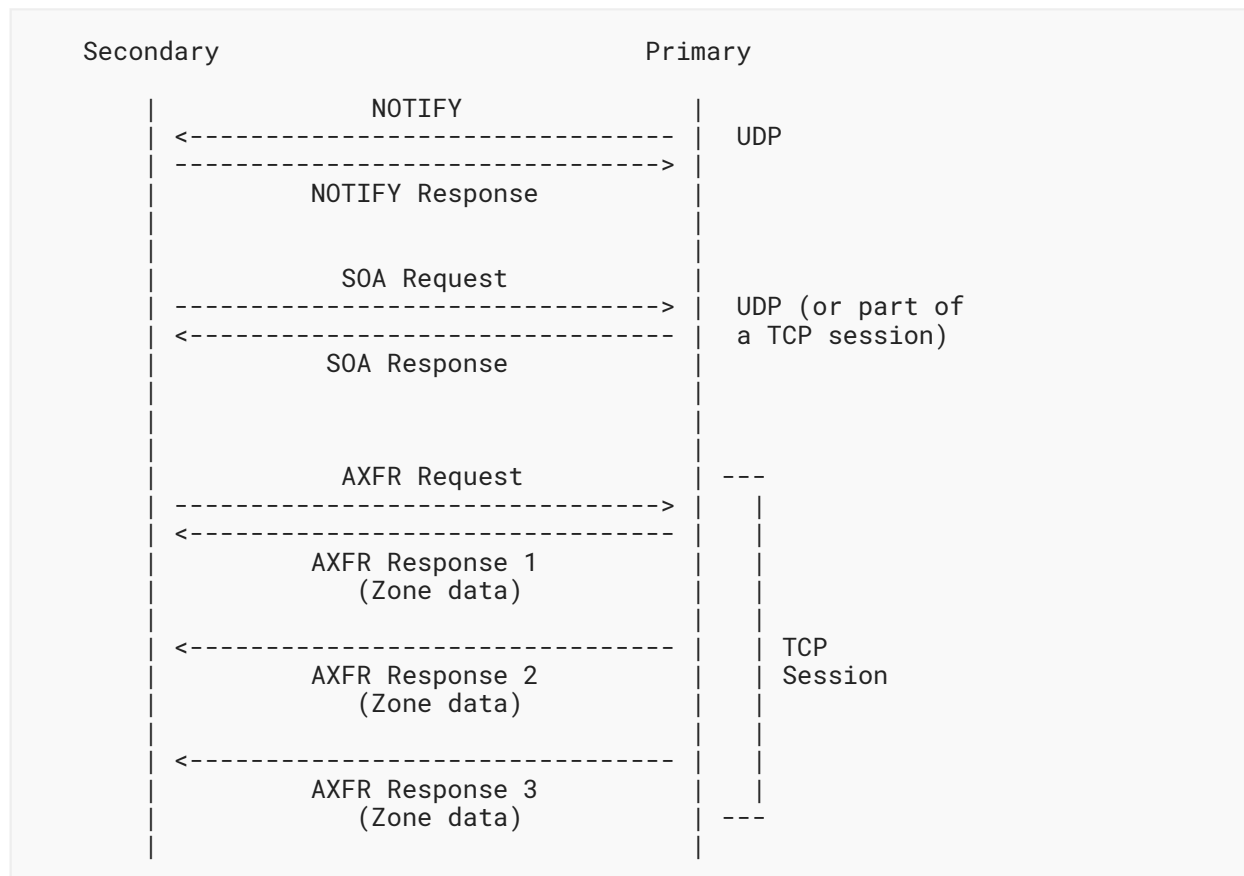 Secondary                           Primary
    |              NOTIFY               |
    | <-------------------------------- |  UDP
    | --------------------------------> |
    |          NOTIFY Response          |
    |                                   |
    |                                   |
    |            SOA Request            |
    | --------------------------------> |  UDP (or part of
    | <-------------------------------- |  a TCP session)
    |           SOA Response            |
    |                                   |
    |                                   |
    |                                   |
    |            AXFR Request           | ---
    | --------------------------------> |   |
    | <-------------------------------- |   |
    |          AXFR Response 1          |   |
    |             (Zone data)           |   |
    |                                   |   |
    | <-------------------------------- |   | TCP
    |          AXFR Response 2          |   | Session
    |             (Zone data)           |   |
    |                                   |   |
    | <-------------------------------- |   |
    |          AXFR Response 3          |   |
    |             (Zone data)           | ---
    |                                   |